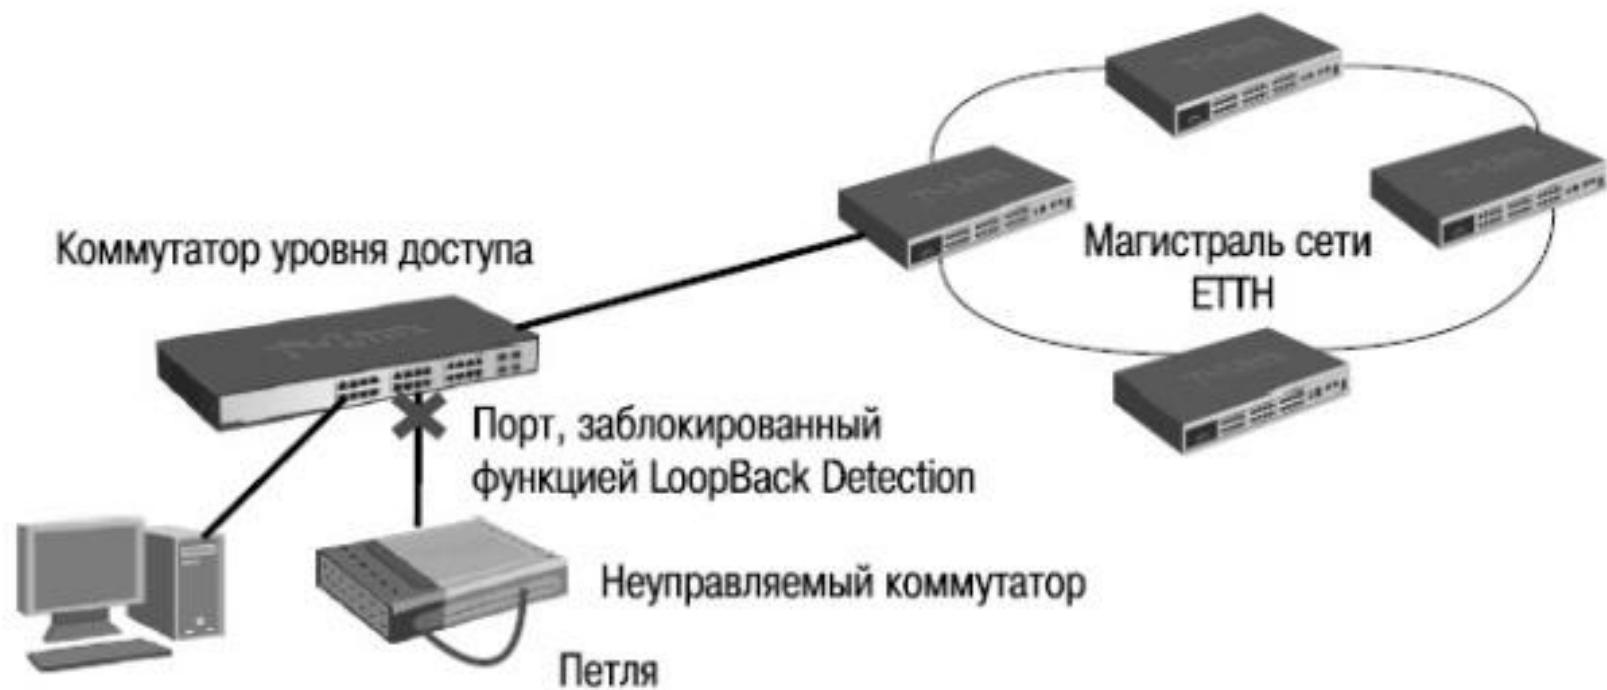 Коммутатор уровня доступа
Магистраль сети
ETTH
Порт, заблокированный
функцией LoopBack Detection
Неуправляемый коммутатор
Петля